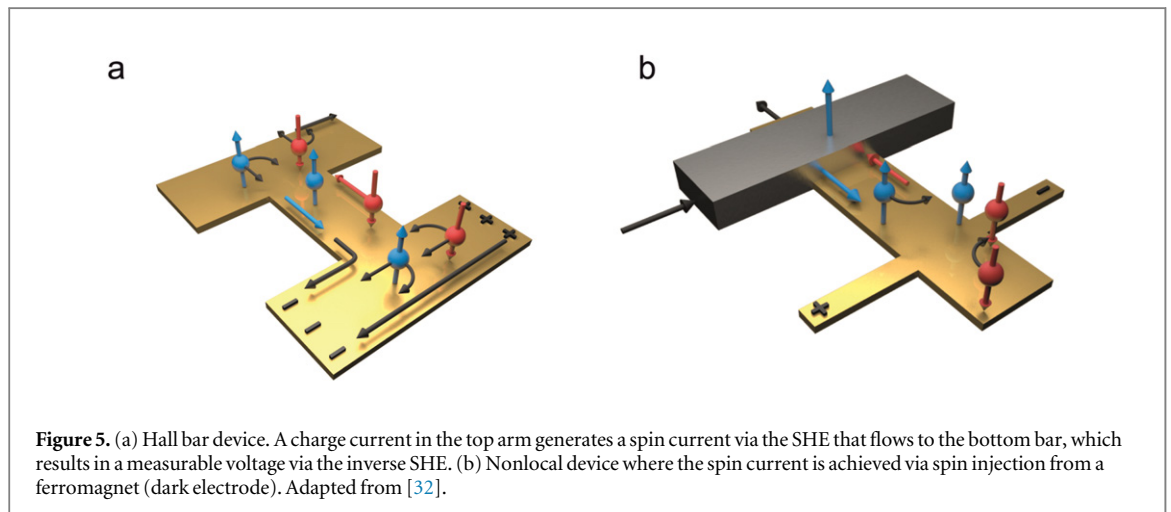 a
b
+
+
+
−
−
−
−
+
Figure 5. (a) Hall bar device. A charge current in the top arm generates a spin current via the SHE that flows to the bottom bar, which
results in a measurable voltage via the inverse SHE. (b) Nonlocal device where the spin current is achieved via spin injection from a
ferromagnet (dark electrode). Adapted from [32].